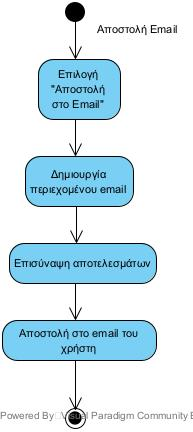 Αποστολή Email
Επιλογή
"Αποστολή
στο Email"
Δημιουργία
περιεχομένου email
Επισύναψη αποτελεσμάτων
Αποστολή στο email του
χρήστη
Powered By Visual Paradigm Community E